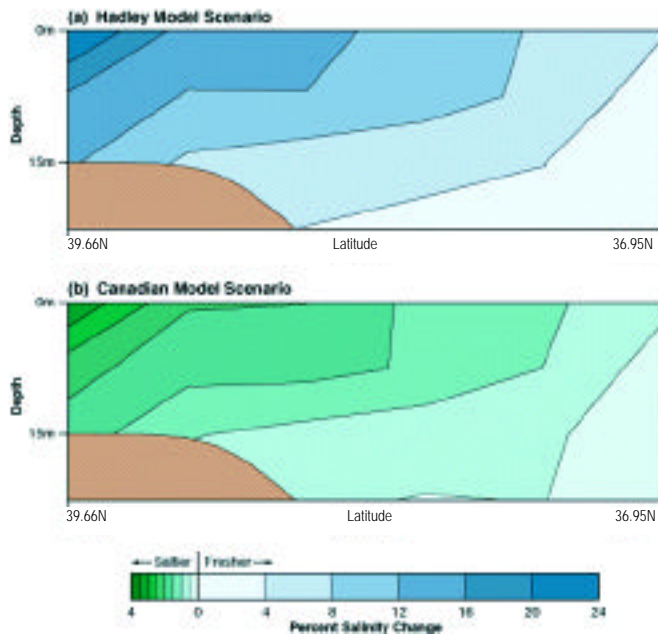 (a) Hadley Model Scenario
0m
Depth
15m
39.66N Latitude 36.95N
(b) Canadian Model Scenario
0m
Depth
15m
39.66N Latitude 36.95N
Saltier Fresher
4 0 4 8 12 16 20 24
Percent Salinity Change